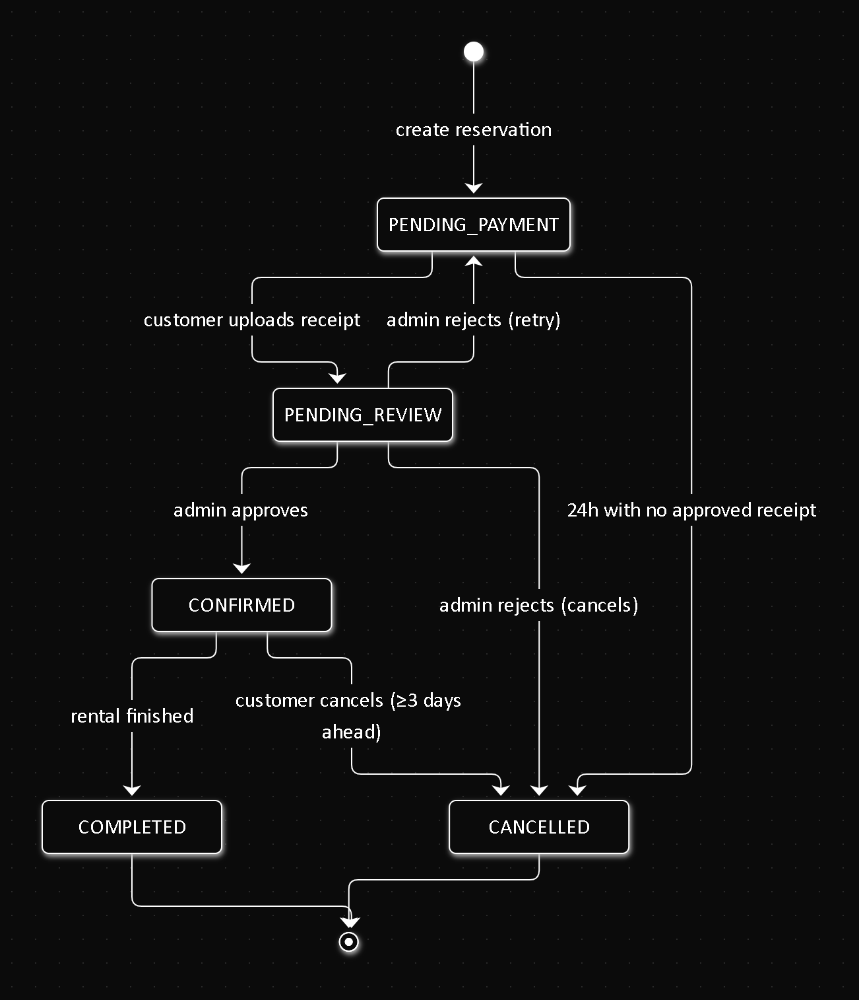 create reservation
PENDING_PAYMENT
customer uploads receipt
admin rejects (retry)
PENDING_REVIEW
admin approves
24h with no approved receipt
CONFIRMED
admin rejects (cancels)
customer cancels (≥3 days
ahead)
rental finished
COMPLETED
CANCELLED